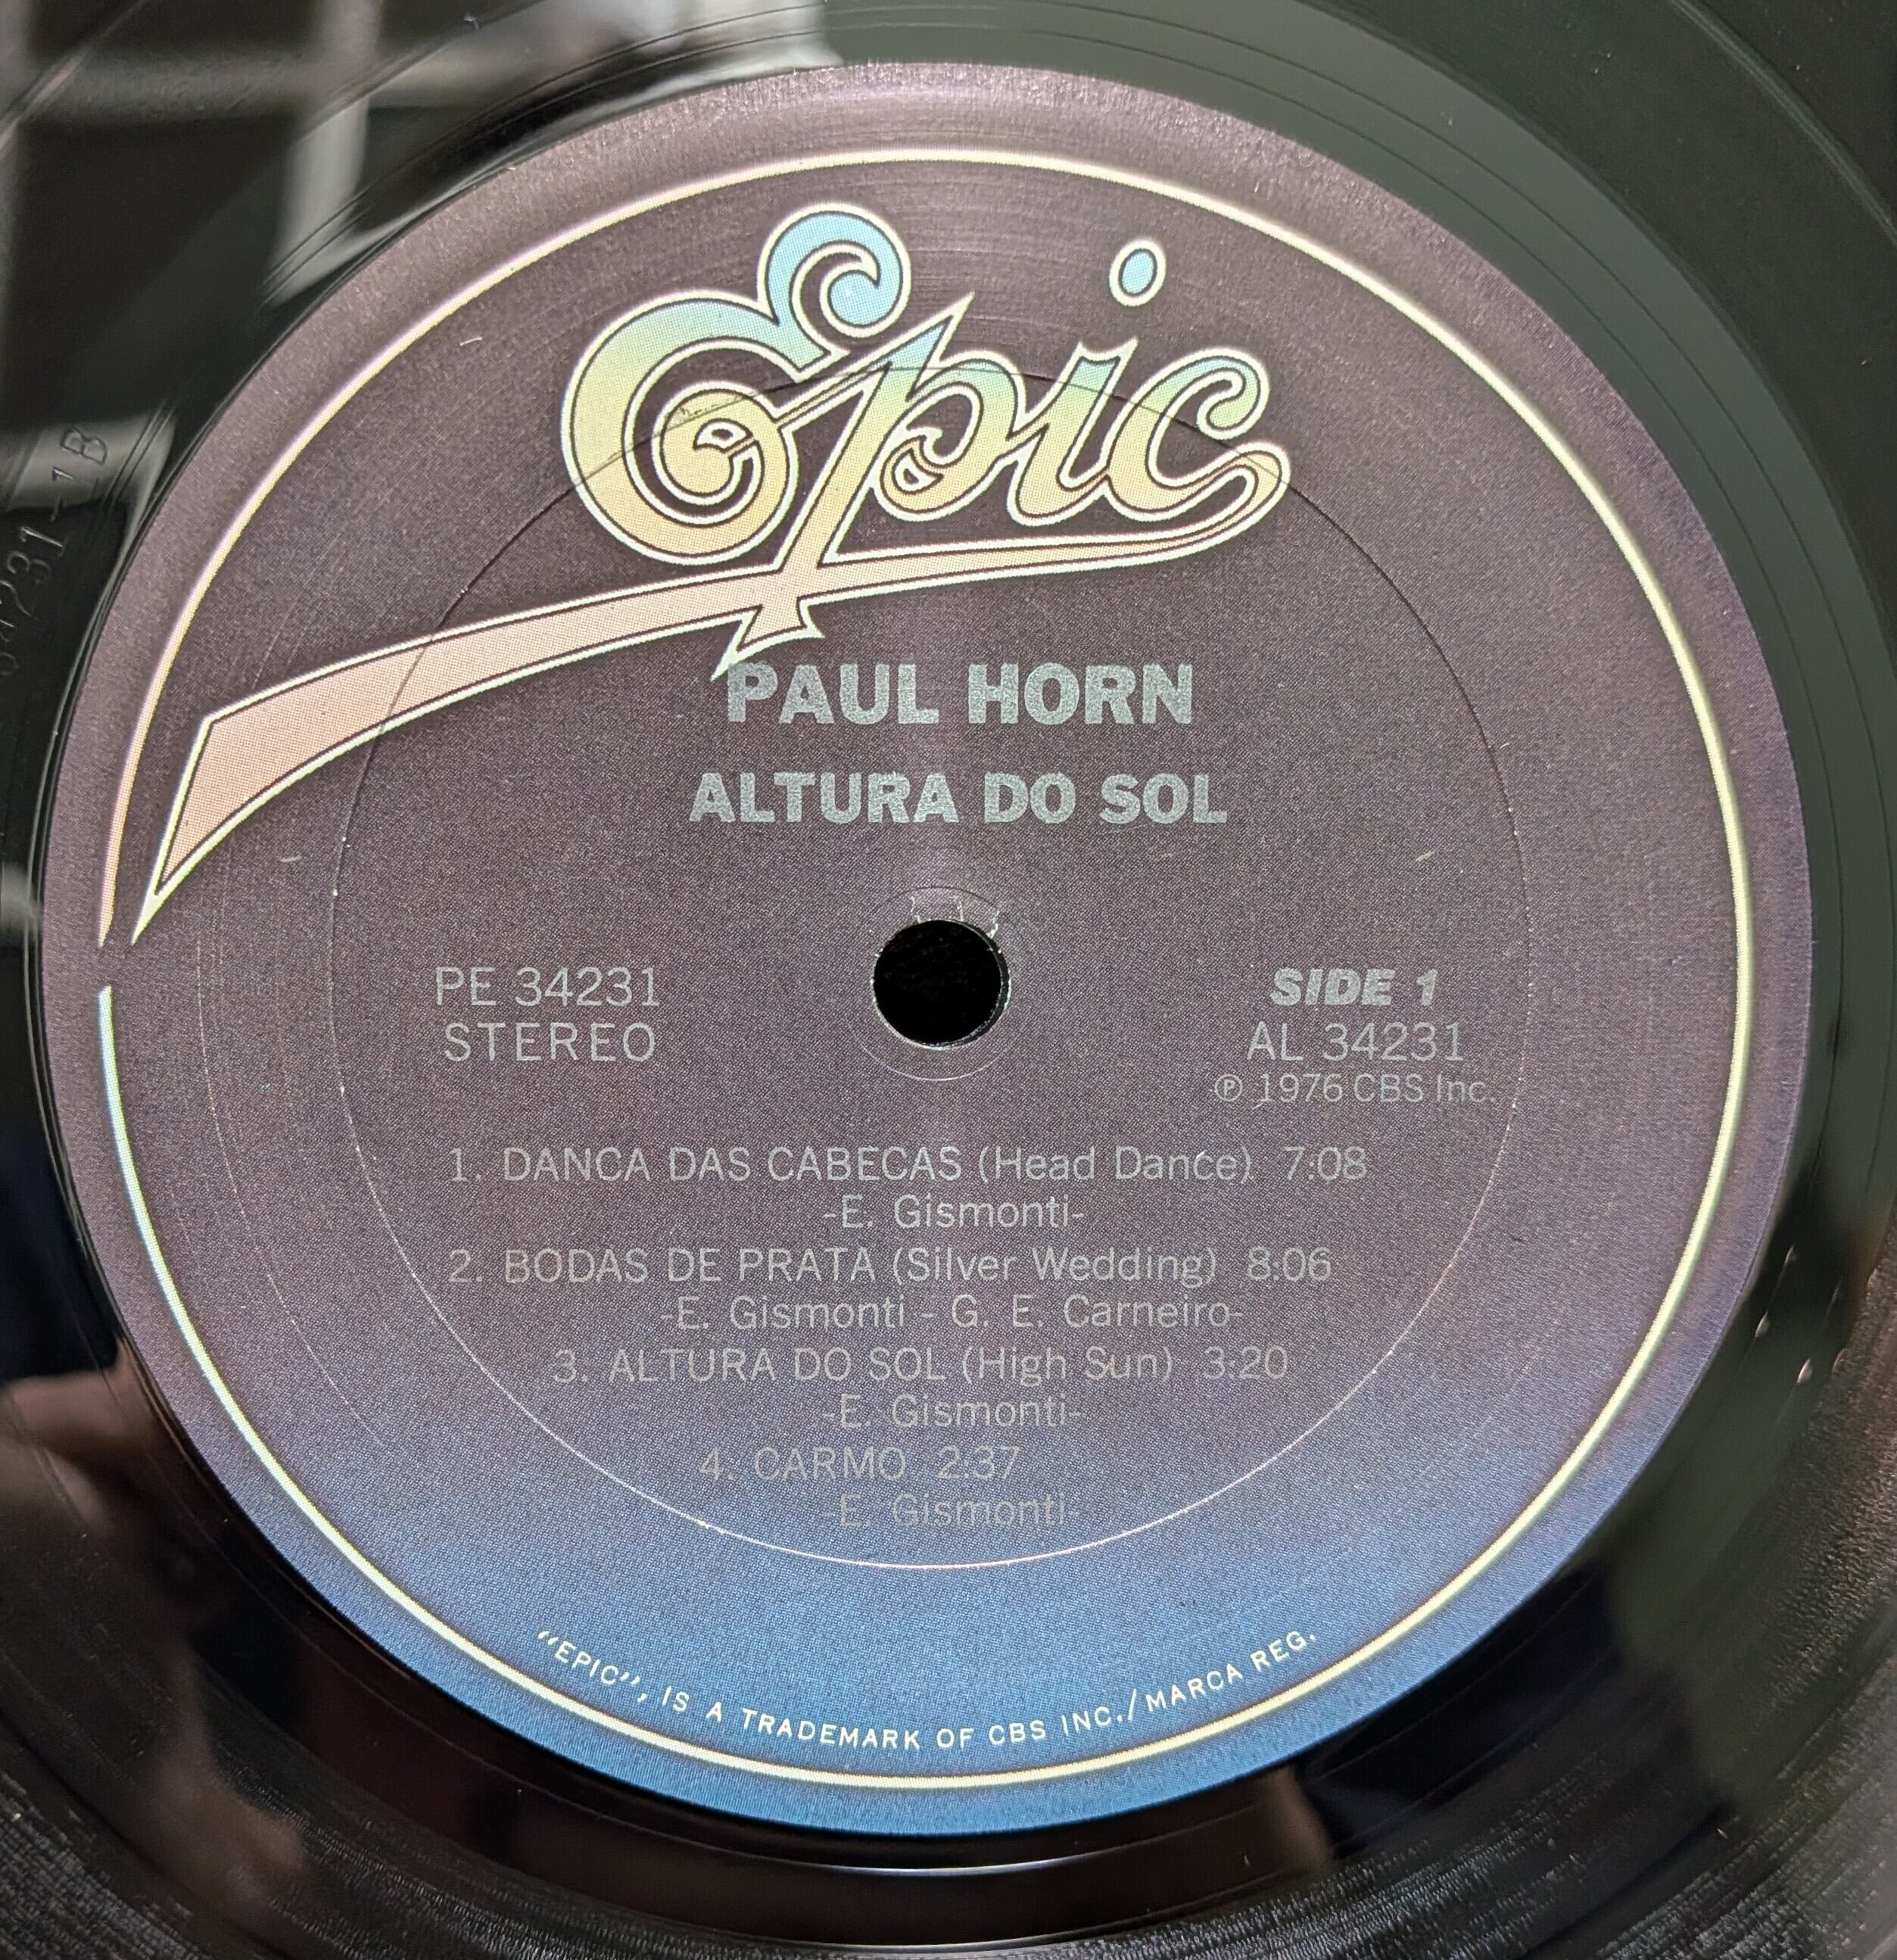 Epic
PAUL HORN
ALTURA DO SOL
PE 34231
STEREO
SIDE 1
AL 34231
℗ 1976 CBS Inc.
1. DANCA DAS CABECAS (Head Dance) 7:08
-E. Gismonti-
2. BODAS DE PRATA (Silver Wedding) 8:06
-E. Gismonti - G. E. Carneiro-
3. ALTURA DO SOL (High Sun) 3:20
-E. Gismonti-
4. CARMO 2:37
-E. Gismonti-
"EPIC", IS A TRADEMARK OF CBS INC./MARCA REG.
34231-1B